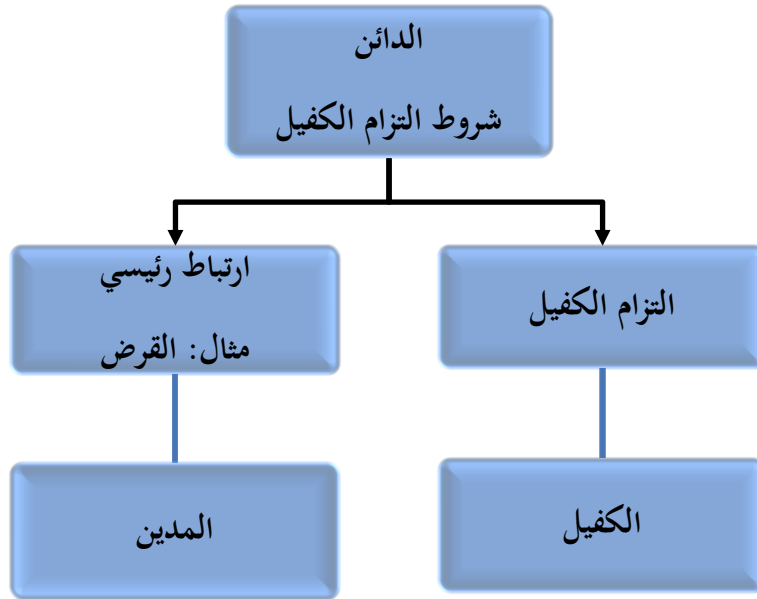 الدائن
شروط التزام الكفيل
التزام الكفيل
ارتباط رئيسي
مثال: القرض
الكفيل
المدين